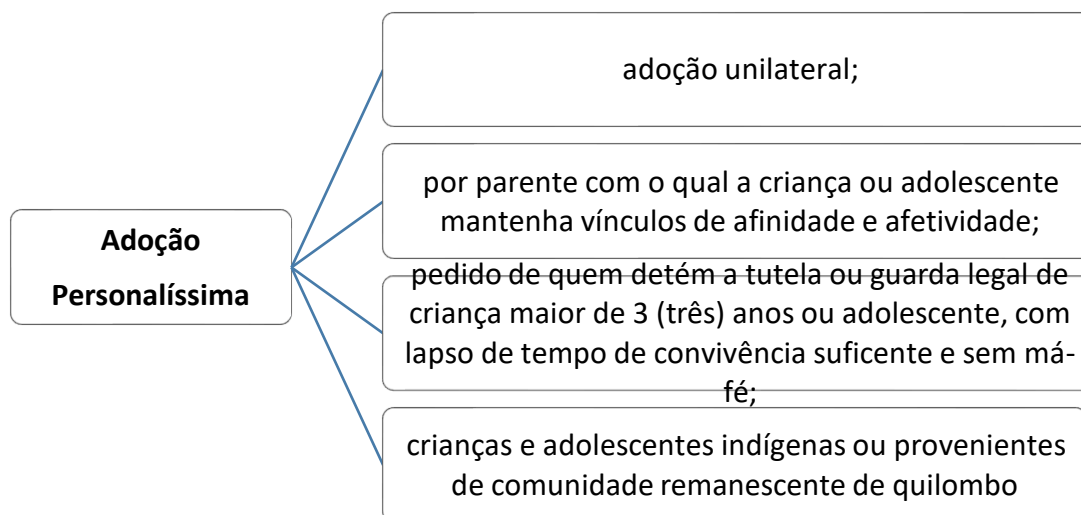 Adoção
Personalíssima
adoção unilateral;
por parente com o qual a criança ou adolescente
mantenha vínculos de afinidade e afetividade;
pedido de quem detém a tutela ou guarda legal de
criança maior de 3 (três) anos ou adolescente, com
lapso de tempo de convivência suficente e sem má-
fé;
crianças e adolescentes indígenas ou provenientes
de comunidade remanescente de quilombo